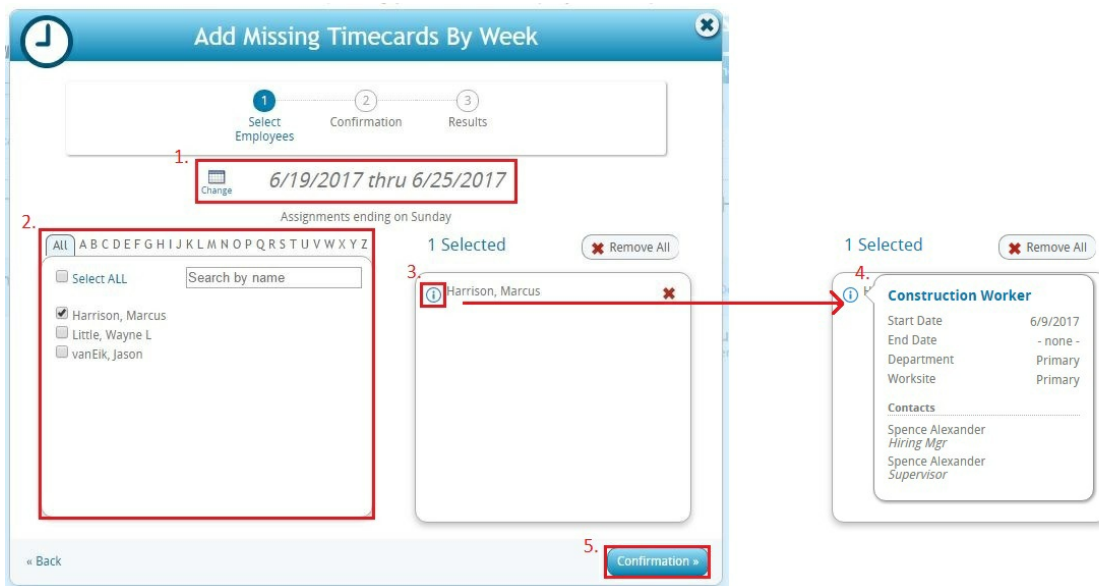 Add Missing Timecards By Week
1
2
3
Select
Employees
Confirmation
Results
1.
Change
6/19/2017 thru 6/25/2017
Assignments ending on Sunday
2.
All A B C D E F G H I J K L M N O P Q R S T U V W X Y Z
Select ALL
Search by name
Harrison, Marcus
Little, Wayne L
vanEik, Jason
1 Selected
Remove All
3.
Harrison, Marcus
« Back
5.
Confirmation »
1 Selected
Remove All
4.
Construction Worker
Start Date 6/9/2017
End Date - none -
Department Primary
Worksite Primary
Contacts
Spence Alexander
Hiring Mgr
Spence Alexander
Supervisor